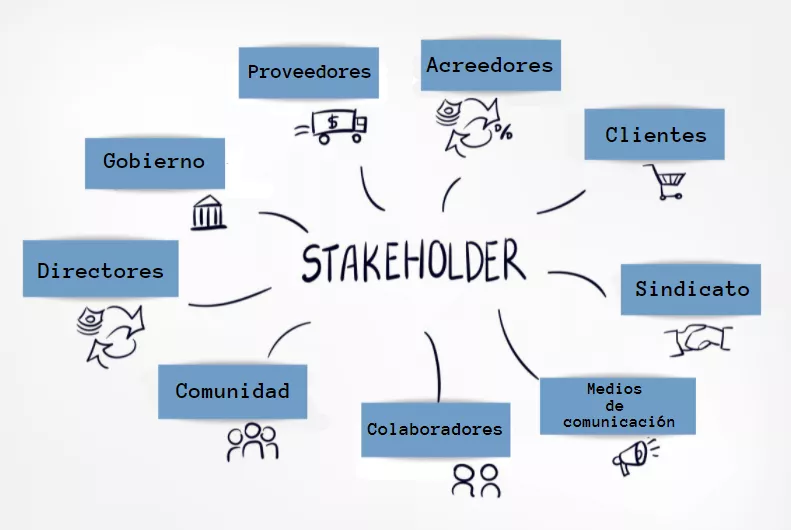 Proveedores
Acreedores
$
%
Clientes
Gobierno
STAKEHOLDER
Directores
Sindicato
Comunidad
Medios
de
comunicación
Colaboradores